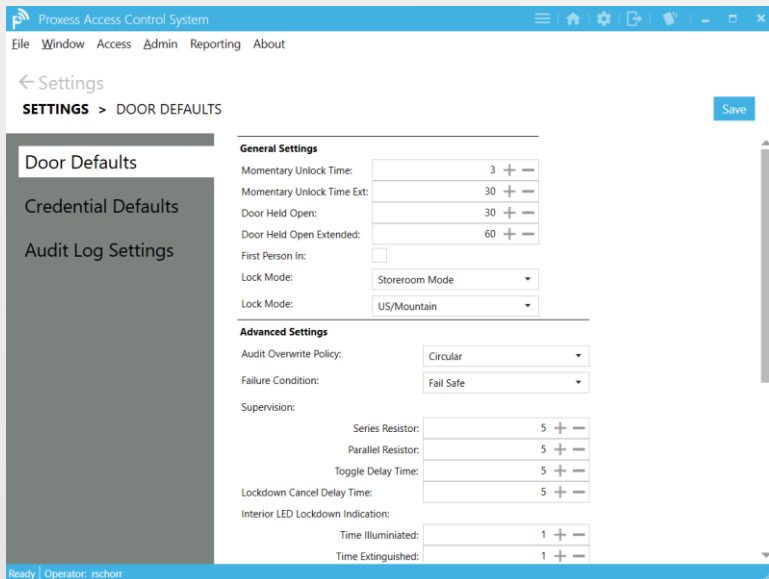 Proxess Access Control System
File Window Access Admin Reporting About
Settings
SETTINGS > DOOR DEFAULTS
Save
Door Defaults
Credential Defaults
Audit Log Settings
General Settings
Momentary Unlock Time: 3
Momentary Unlock Time Ext: 30
Door Held Open: 30
Door Held Open Extended: 60
First Person In:
Lock Mode: Storeroom Mode
Lock Mode: US/Mountain
Advanced Settings
Audit Overwrite Policy: Circular
Failure Condition: Fail Safe
Supervision:
Series Resistor: 5
Parallel Resistor: 5
Toggle Delay Time: 5
Lockdown Cancel Delay Time: 5
Interior LED Lockdown Indication:
Time Illuminiated: 1
Time Extinguished: 1
Ready Operator: rschorr